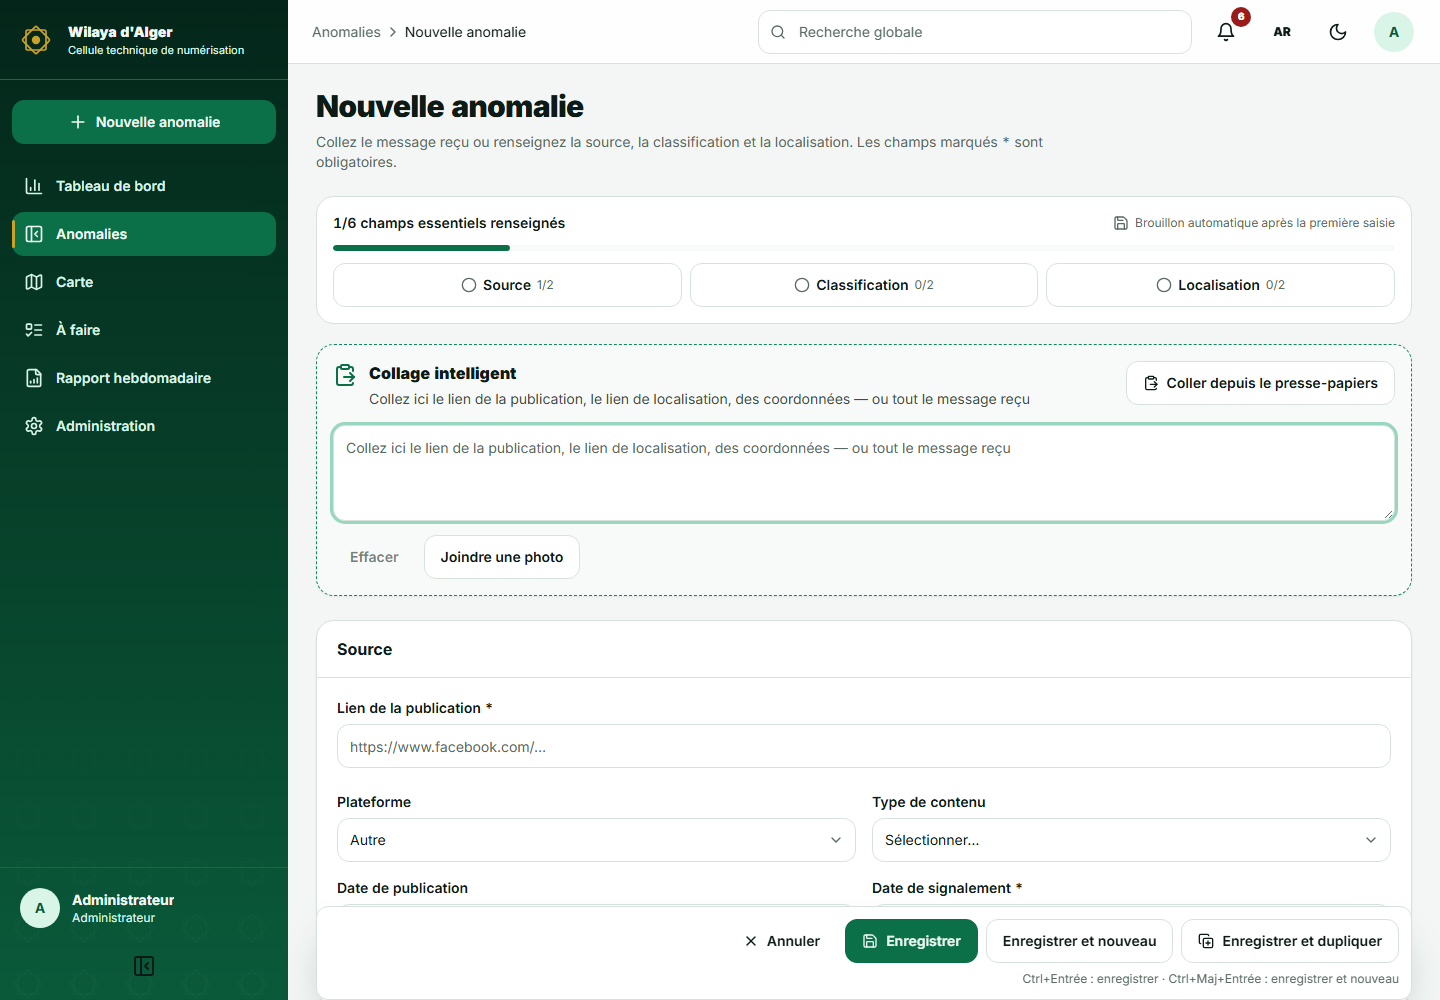 Wilaya d'Alger
Cellule technique de numérisation
Nouvelle anomalie
Tableau de bord
Anomalies
Carte
À faire
Rapport hebdomadaire
Administration
A
Administrateur
Administrateur
Anomalies > Nouvelle anomalie
Recherche globale
6
AR
A
Nouvelle anomalie
Collez le message reçu ou renseignez la source, la classification et la localisation. Les champs marqués * sont
obligatoires.
1/6 champs essentiels renseignés
Brouillon automatique après la première saisie
Source 1/2
Classification 0/2
Localisation 0/2
Collage intelligent
Collez ici le lien de la publication, le lien de localisation, des coordonnées — ou tout le message reçu
Coller depuis le presse-papiers
Collez ici le lien de la publication, le lien de localisation, des coordonnées — ou tout le message reçu
Effacer
Joindre une photo
Source
Lien de la publication *
https://www.facebook.com/...
Plateforme
Type de contenu
Autre
Sélectionner...
Date de publication
Date de signalement *
Annuler
Enregistrer
Enregistrer et nouveau
Enregistrer et dupliquer
Ctrl+Entrée : enregistrer · Ctrl+Maj+Entrée : enregistrer et nouveau